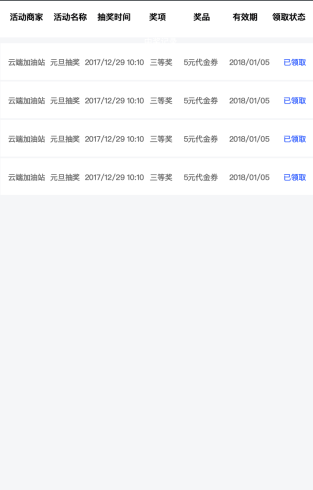 活动商家 活动名称 抽奖时间 奖项 奖品 有效期 领取状态
云端加油站 元旦抽奖 2017/12/29 10:10 三等奖 5元代金券 2018/01/05 已领取
云端加油站 元旦抽奖 2017/12/29 10:10 三等奖 5元代金券 2018/01/05 已领取
云端加油站 元旦抽奖 2017/12/29 10:10 三等奖 5元代金券 2018/01/05 已领取
云端加油站 元旦抽奖 2017/12/29 10:10 三等奖 5元代金券 2018/01/05 已领取